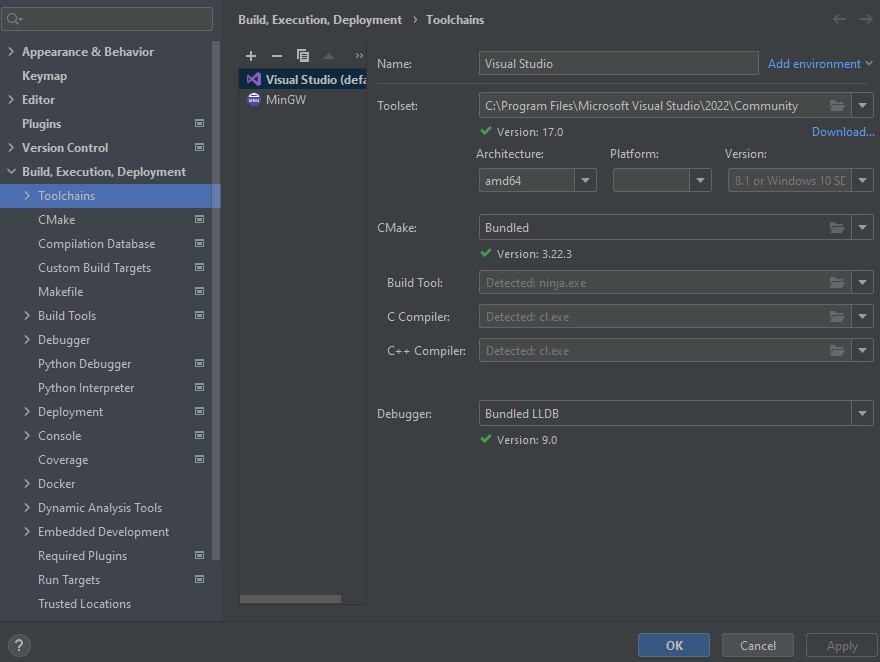 Appearance & Behavior
Keymap
Editor
Plugins
Version Control
Build, Execution, Deployment
Toolchains
CMake
Compilation Database
Custom Build Targets
Makefile
Build Tools
Debugger
Python Debugger
Python Interpreter
Deployment
Console
Coverage
Docker
Dynamic Analysis Tools
Embedded Development
Required Plugins
Run Targets
Trusted Locations
?
Build, Execution, Deployment › Toolchains
Visual Studio (defa
MinGW
Name: Visual Studio Add environment
Toolset: C:\Program Files\Microsoft Visual Studio\2022\Community
Version: 17.0 Download...
Architecture: Platform: Version:
amd64 8.1 or Windows 10 SD
CMake: Bundled
Version: 3.22.3
Build Tool: Detected: ninja.exe
C Compiler: Detected: cl.exe
C++ Compiler: Detected: cl.exe
Debugger: Bundled LLDB
Version: 9.0
OK Cancel Apply